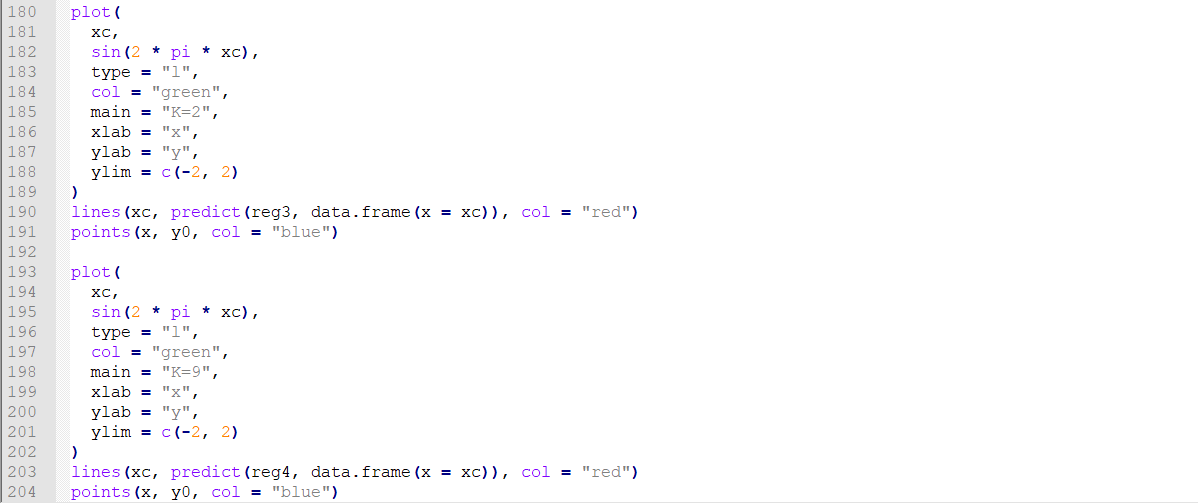 180 plot(
181   xc,
182   sin(2 * pi * xc),
183   type = "l",
184   col = "green",
185   main = "K=2",
186   xlab = "x",
187   ylab = "y",
188   ylim = c(-2, 2)
189 )
190 lines(xc, predict(reg3, data.frame(x = xc)), col = "red")
191 points(x, y0, col = "blue")
192
193 plot(
194   xc,
195   sin(2 * pi * xc),
196   type = "l",
197   col = "green",
198   main = "K=9",
199   xlab = "x",
200   ylab = "y",
201   ylim = c(-2, 2)
202 )
203 lines(xc, predict(reg4, data.frame(x = xc)), col = "red")
204 points(x, y0, col = "blue")